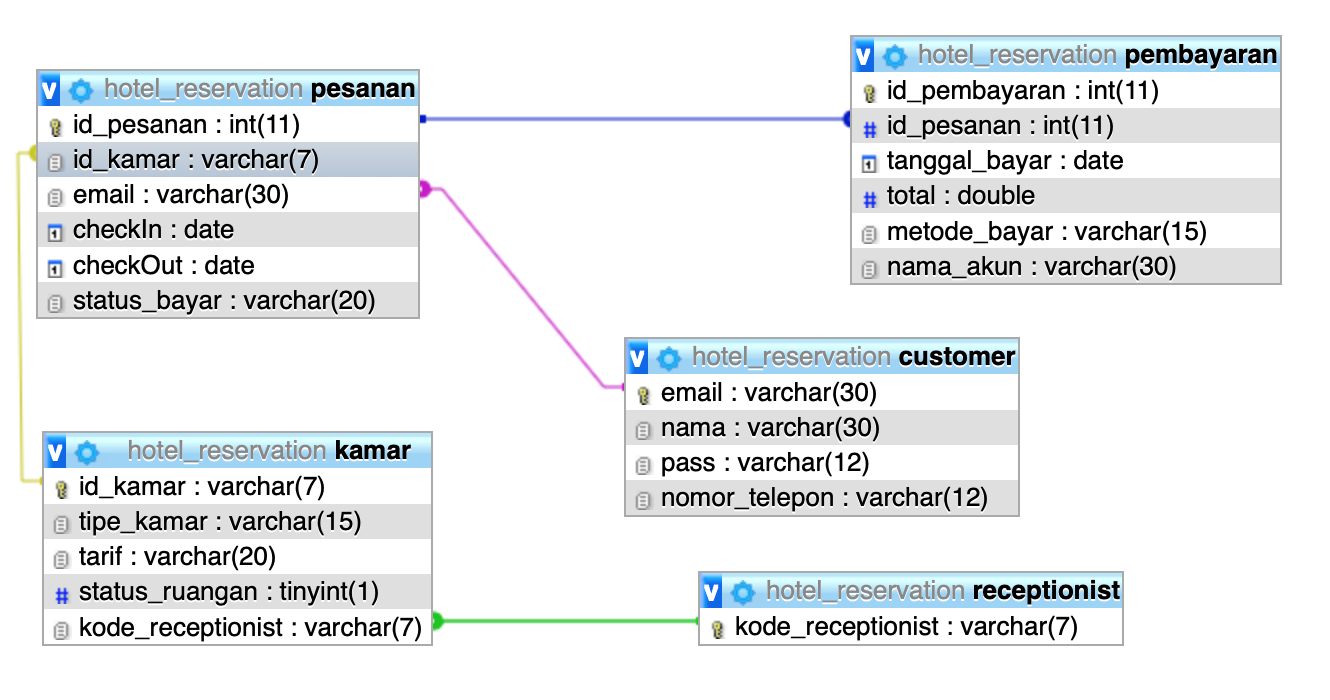 hotel_reservation pesanan
id_pesanan : int(11)
id_kamar : varchar(7)
email : varchar(30)
checkIn : date
checkOut : date
status_bayar : varchar(20)
hotel_reservation pembayaran
id_pembayaran : int(11)
id_pesanan : int(11)
tanggal_bayar : date
total : double
metode_bayar : varchar(15)
nama_akun : varchar(30)
hotel_reservation customer
email : varchar(30)
nama : varchar(30)
pass : varchar(12)
nomor_telepon : varchar(12)
hotel_reservation kamar
id_kamar : varchar(7)
tipe_kamar : varchar(15)
tarif : varchar(20)
status_ruangan : tinyint(1)
kode_receptionist : varchar(7)
hotel_reservation receptionist
kode_receptionist : varchar(7)